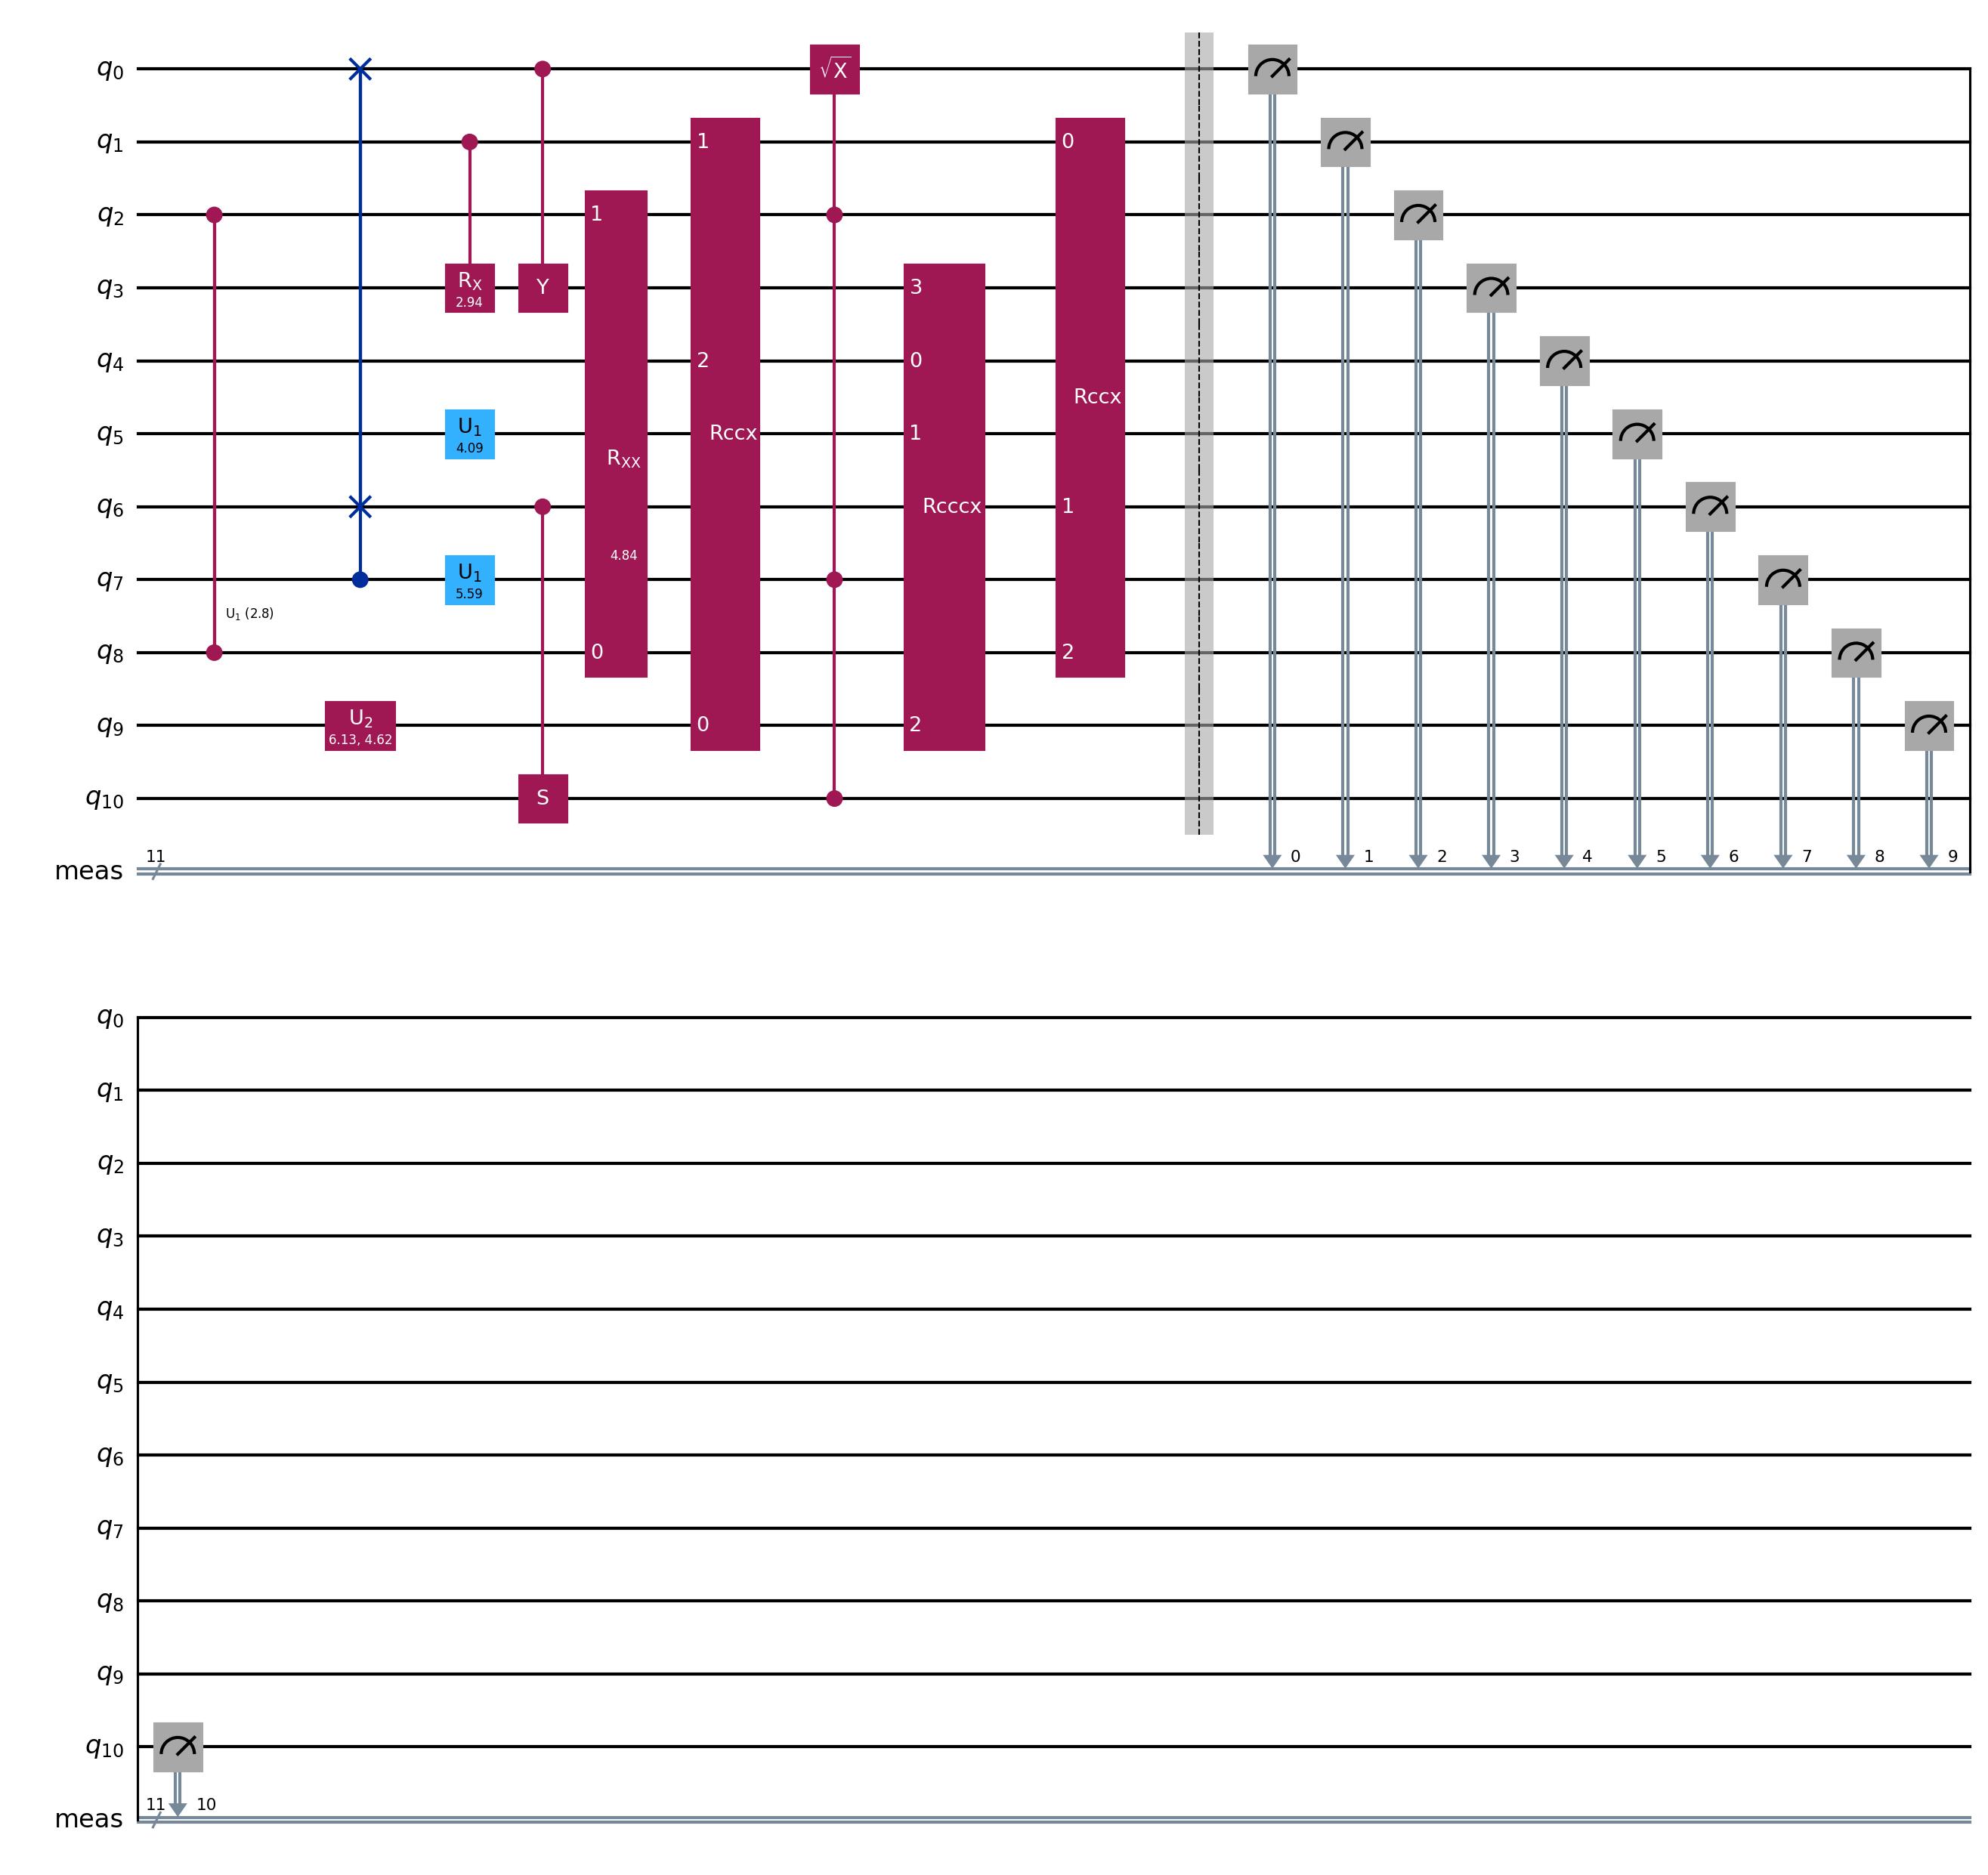 q0 √X
q1 1 0
q2 1
q3 RX 2.94 Y 3
q4 2 0 Rccx
q5 U1 4.09 RXX Rccx 1
q6 Rcccx 1
q7 U1 5.59 4.84
U1 (2.8)
q8 0 2
q9 U2 6.13, 4.62 0 2
q10 S
meas 11 0 1 2 3 4 5 6 7 8 9
q0
q1
q2
q3
q4
q5
q6
q7
q8
q9
q10
meas 11 10